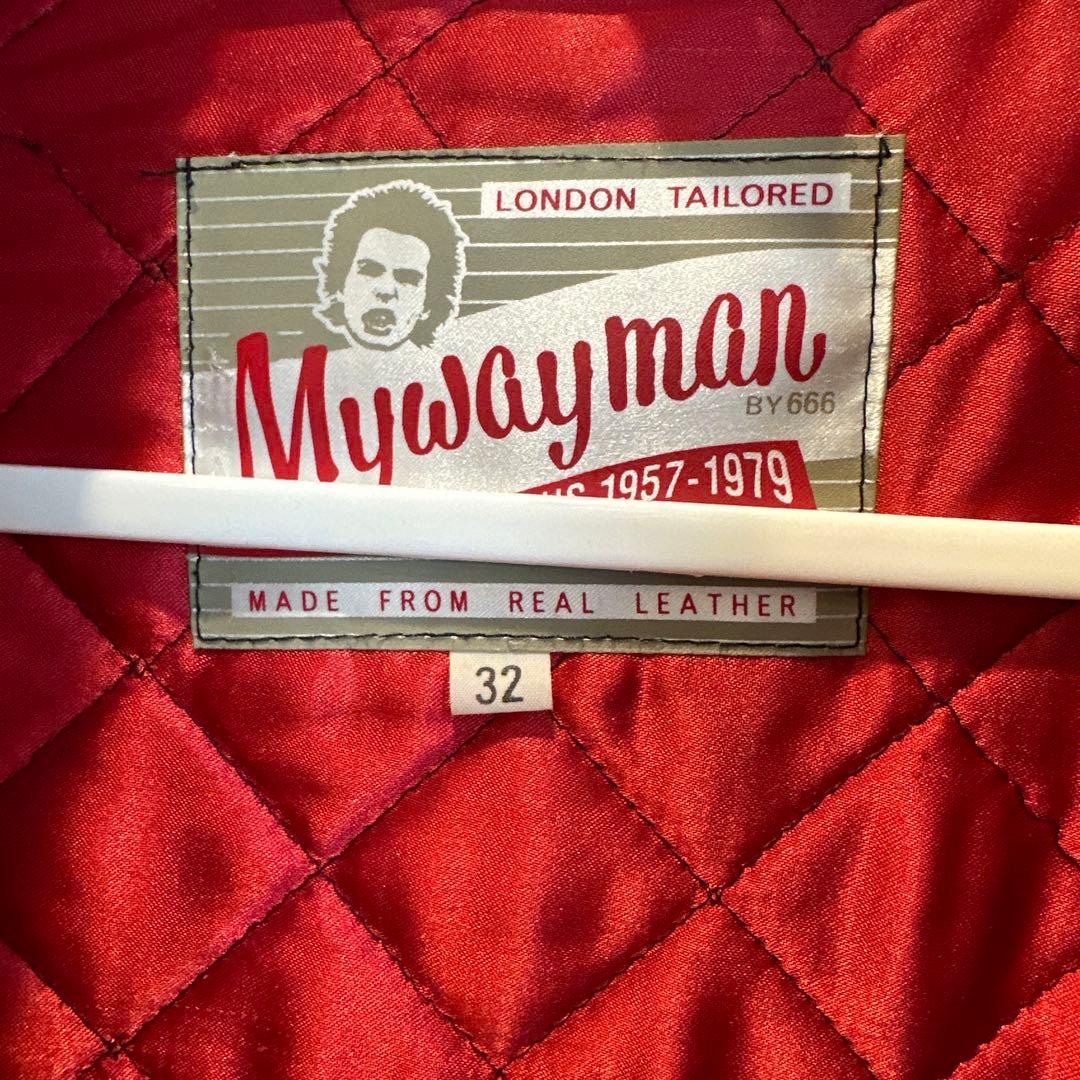 LONDON TAILORED
Mywayman
BY 666
1957-1979
MADE FROM REAL LEATHER
32